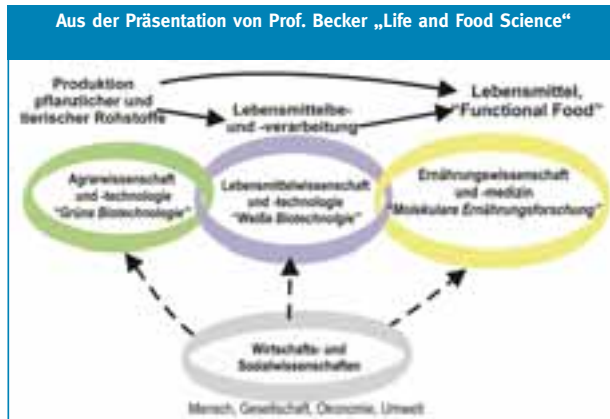 Aus der Präsentation von Prof. Becker „Life and Food Science“
Produktion
pflanzlicher und
tierischer Rohstoffe
Lebensmittelbe-
und -verarbeitung
Lebensmittel,
"Functional Food"
Agrarwissenschaft
und -technologie
"Grüne Biotechnologie"
Lebensmittelwissenschaft
und -technologie
"Weiße Biotechnolgie"
Ernährungswissenschaft
und -medizin
"Molekulare Ernährungsforschung"
Wirtschafts- und
Sozialwissenschaften
Mensch, Gesellschaft, Ökonomie, Umwelt